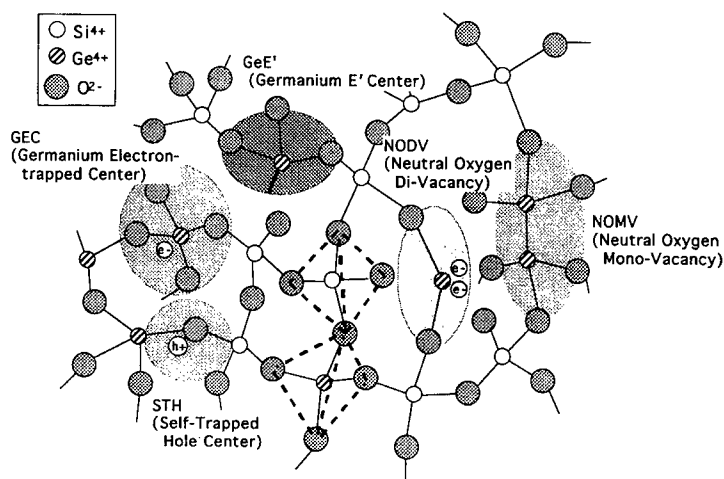 Si4+
Ge4+
O2-
GeE'
(Germanium E' Center)
GEC
(Germanium Electron-
trapped Center)
NODV
(Neutral Oxygen
Di-Vacancy)
NOMV
(Neutral Oxygen
Mono-Vacancy)
e-
e-
e-
h+
STH
(Self-Trapped
Hole Center)